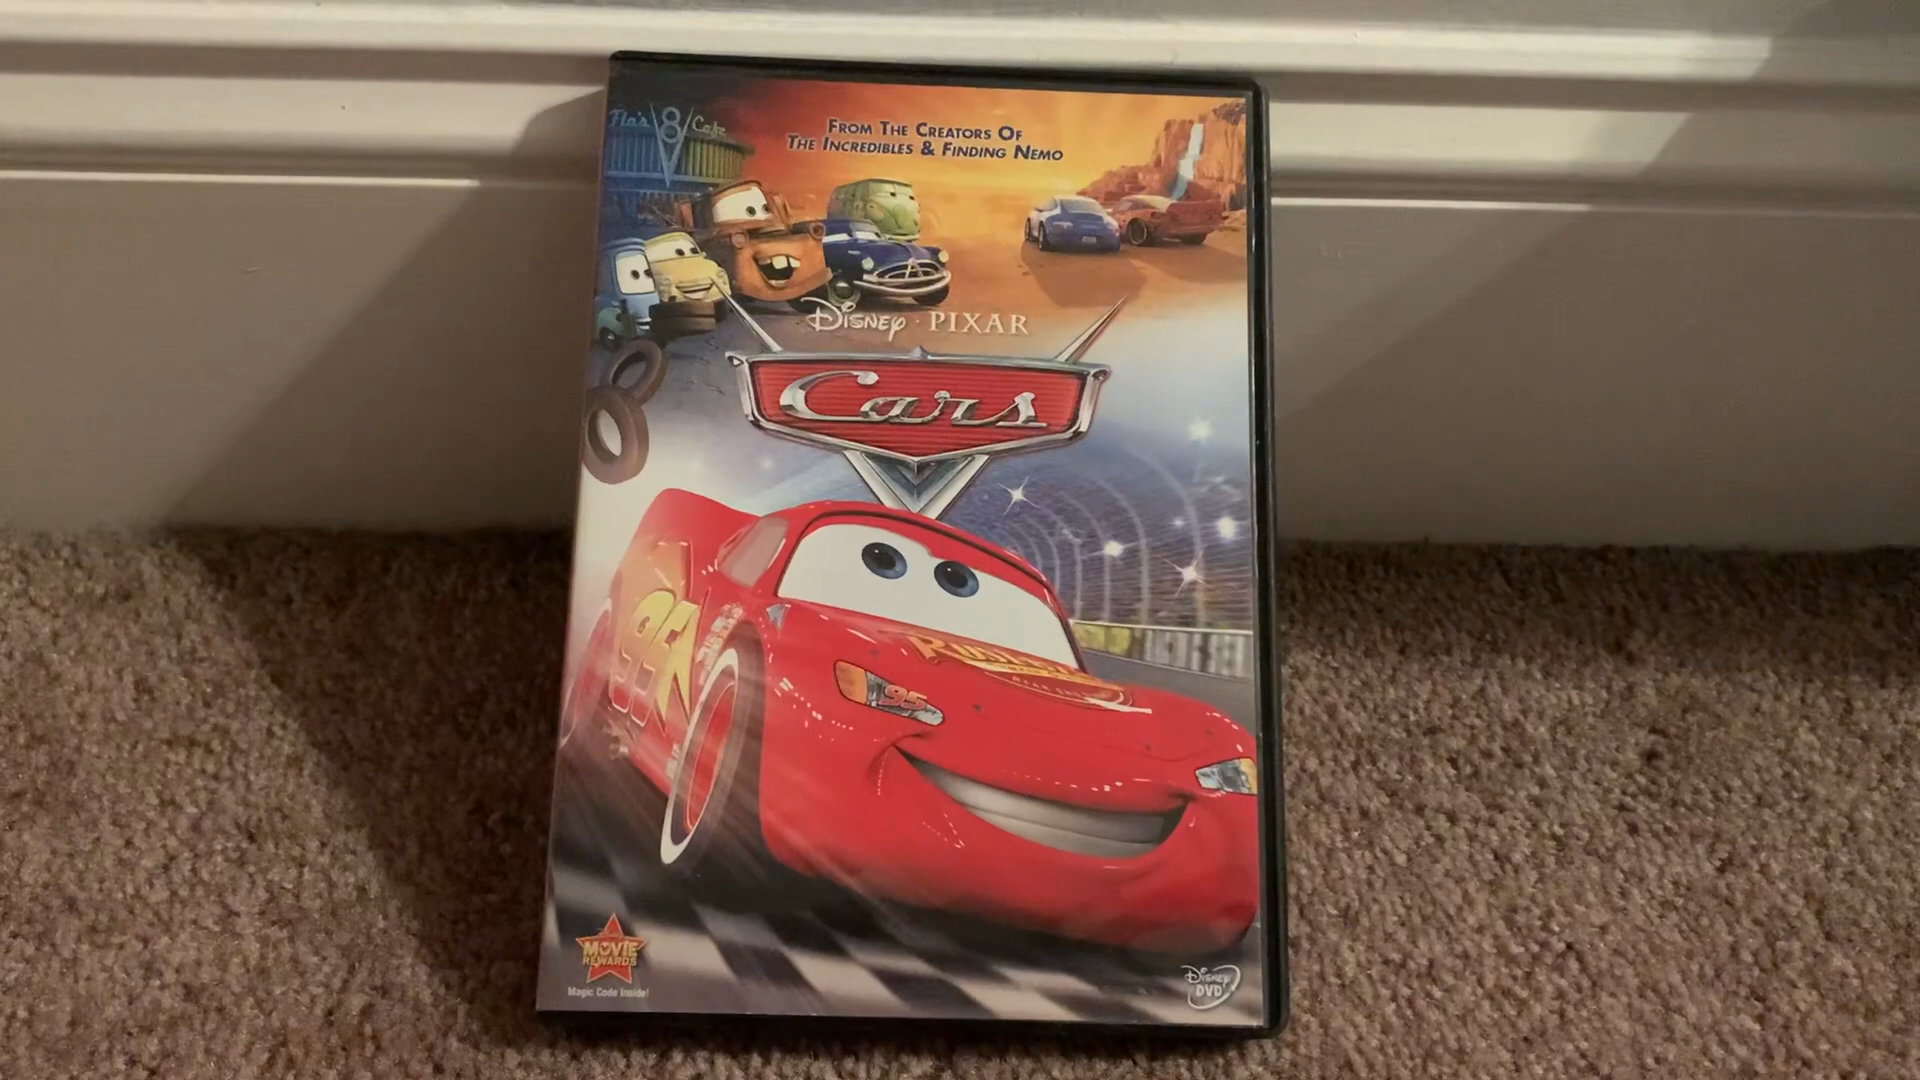 Flo's V8 Cafe
FROM THE CREATORS OF
THE INCREDIBLES & FINDING NEMO
DISNEY · PIXAR
Cars
95
95
MOVIE
REWARDS
Magic Code Inside!
DISNEY
DVD